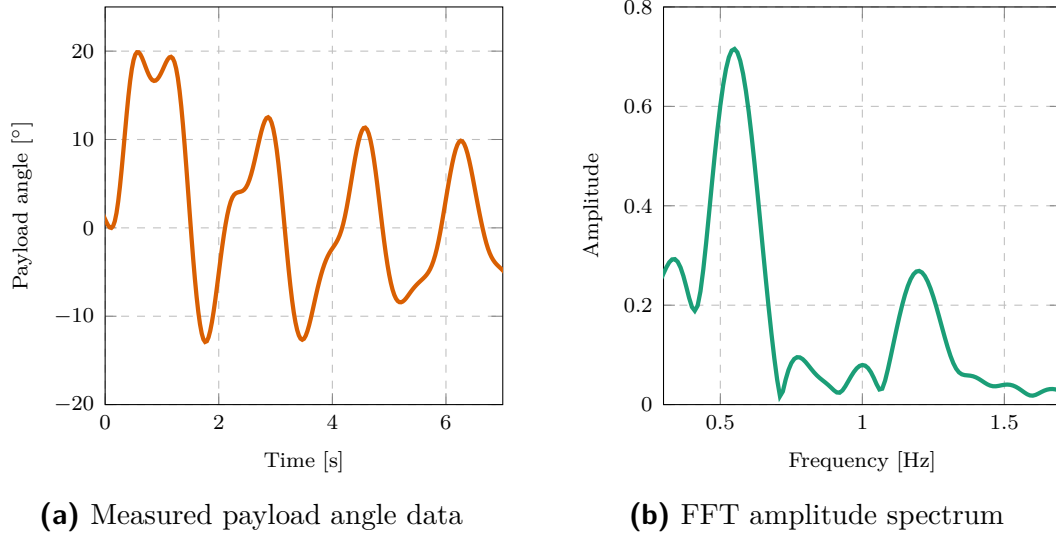 20
10
0
−10
−20
0
2
4
6
Payload angle [°]
Time [s]
(a) Measured payload angle data
0.8
0.6
0.4
0.2
0
0.5
1
1.5
Amplitude
Frequency [Hz]
(b) FFT amplitude spectrum